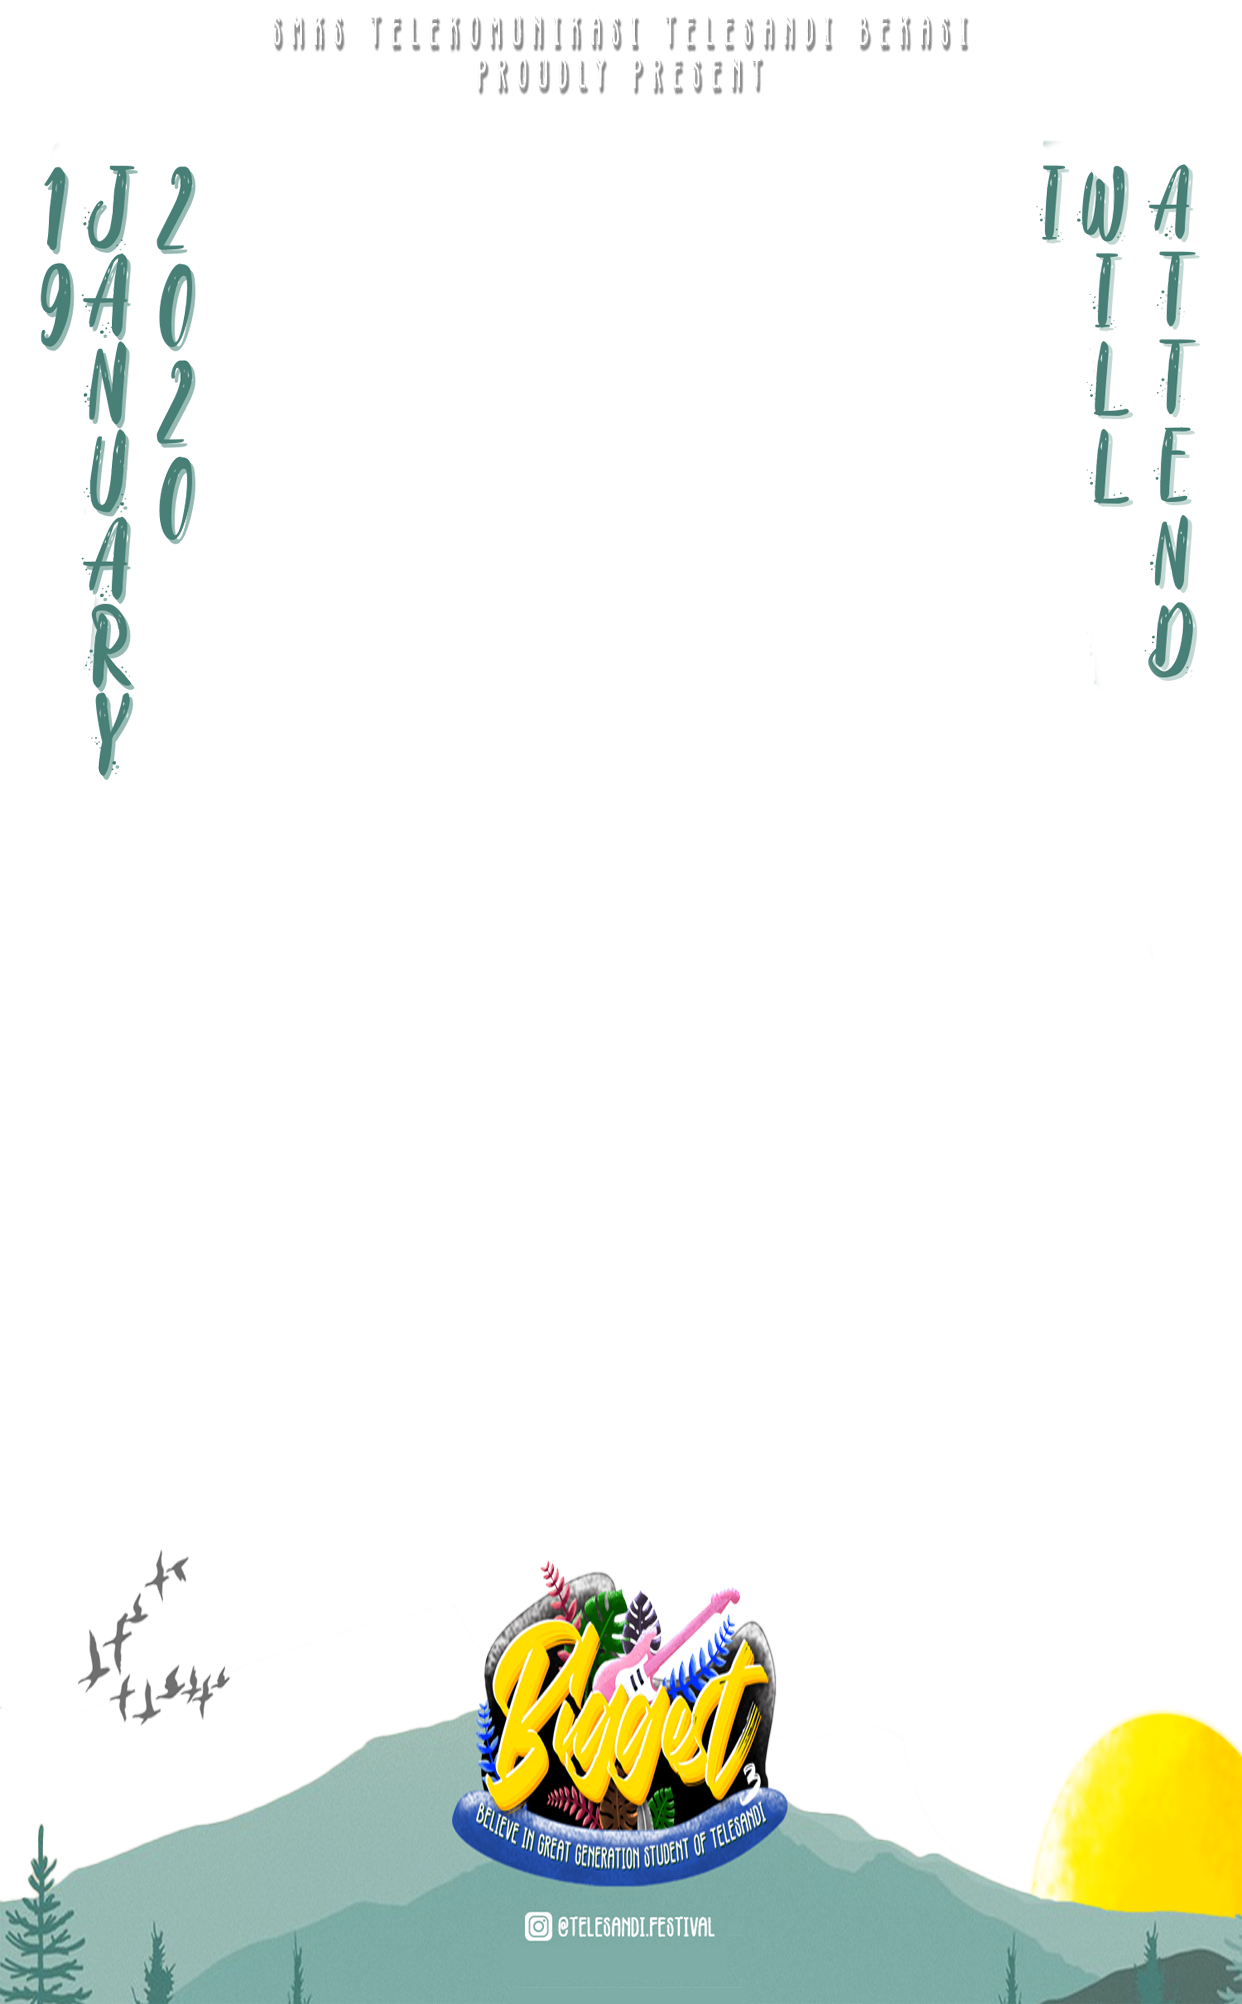 SMKS TELEKOMUNIKASI TELESANDI BEKASI
PROUDLY PRESENT
19
JANUARY
2020
I
WILL
ATTEND
Biggest
3
BELIEVE IN GREAT GENERATION STUDENT OF TELESANDI
@TELESANDI.FESTIVAL